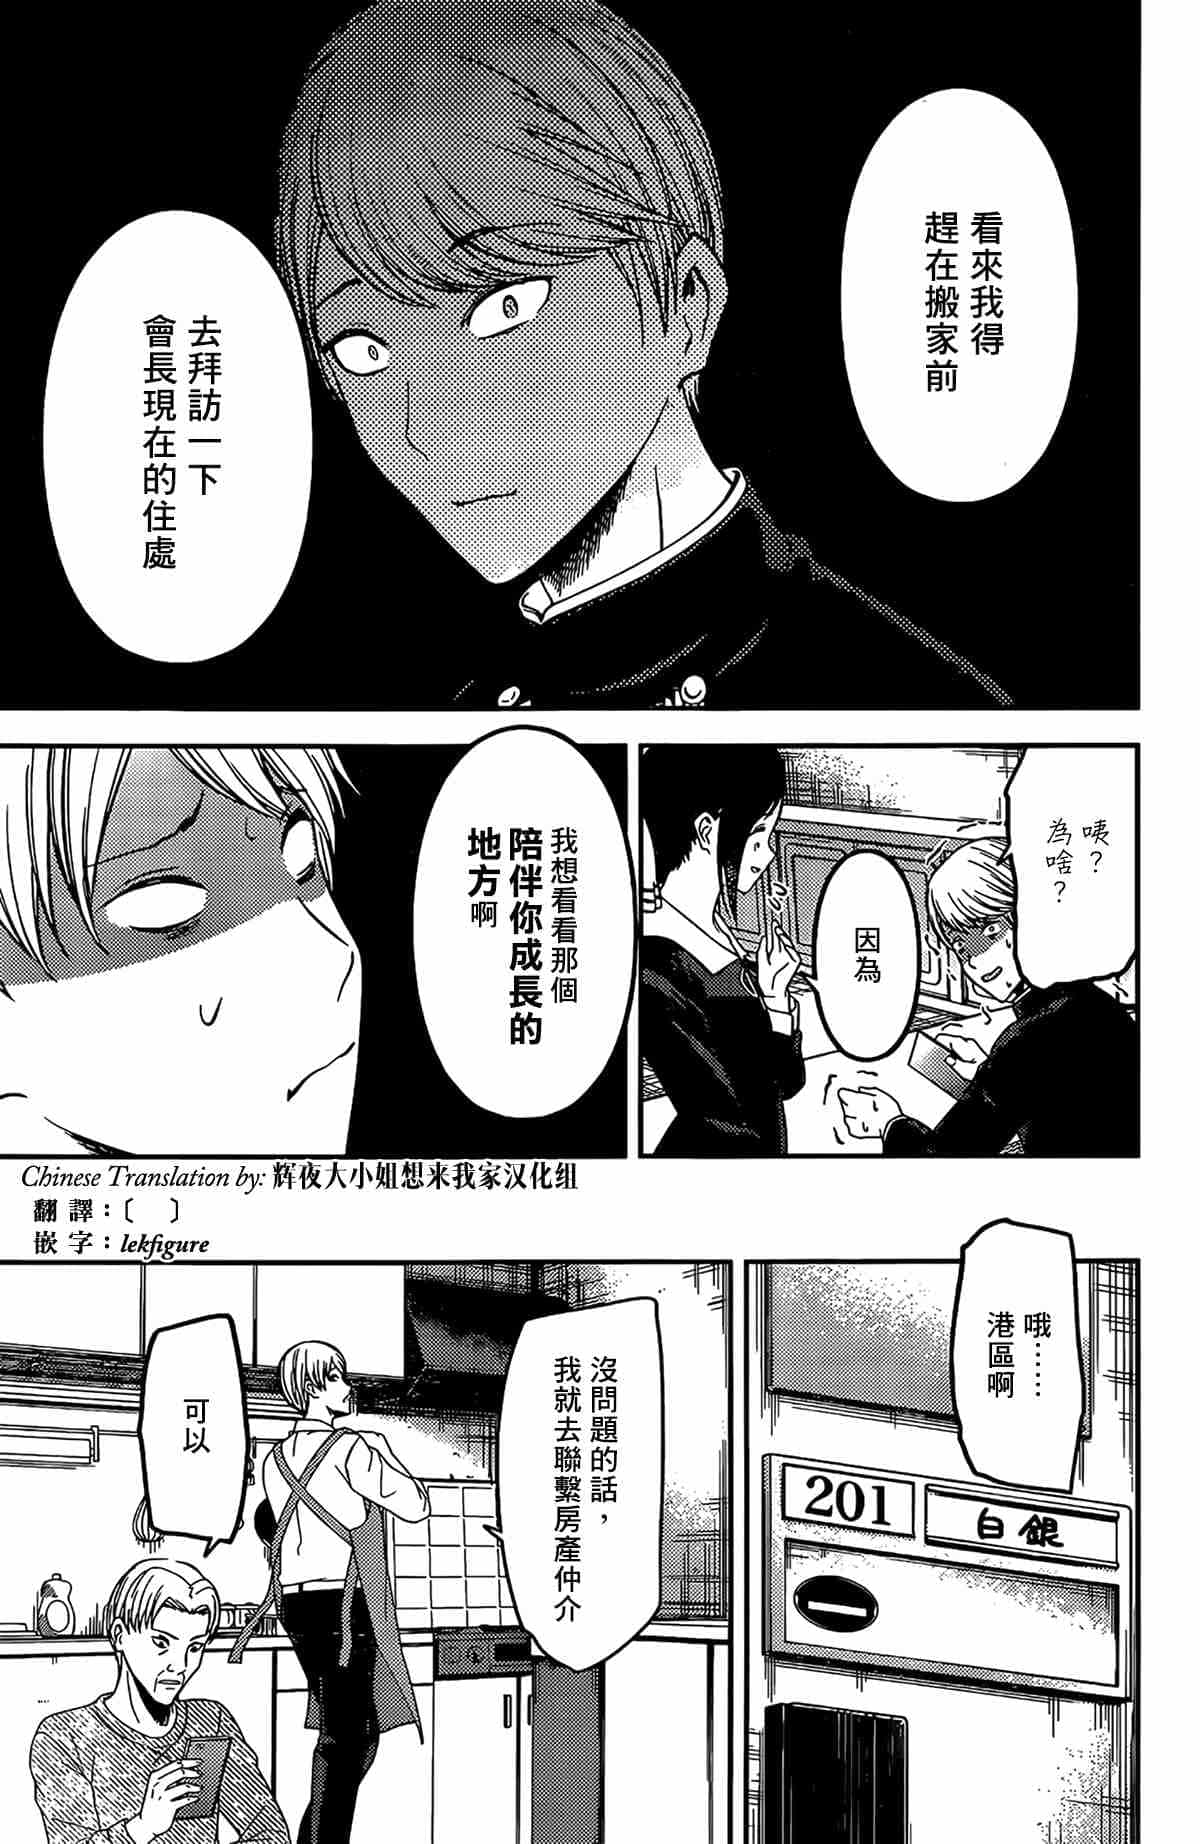 看來我得
趕在搬家前
去拜訪一下
會長現在的住處
咦？
為啥？
因為
我想看看那個
陪伴你成長的
地方啊
Chinese Translation by: 辉夜大小姐想来我家汉化组
翻譯：〔　〕
嵌字：lekfigure
哦……
港區啊
201
白銀
沒問題的話，
我就去聯繫房產仲介
可以